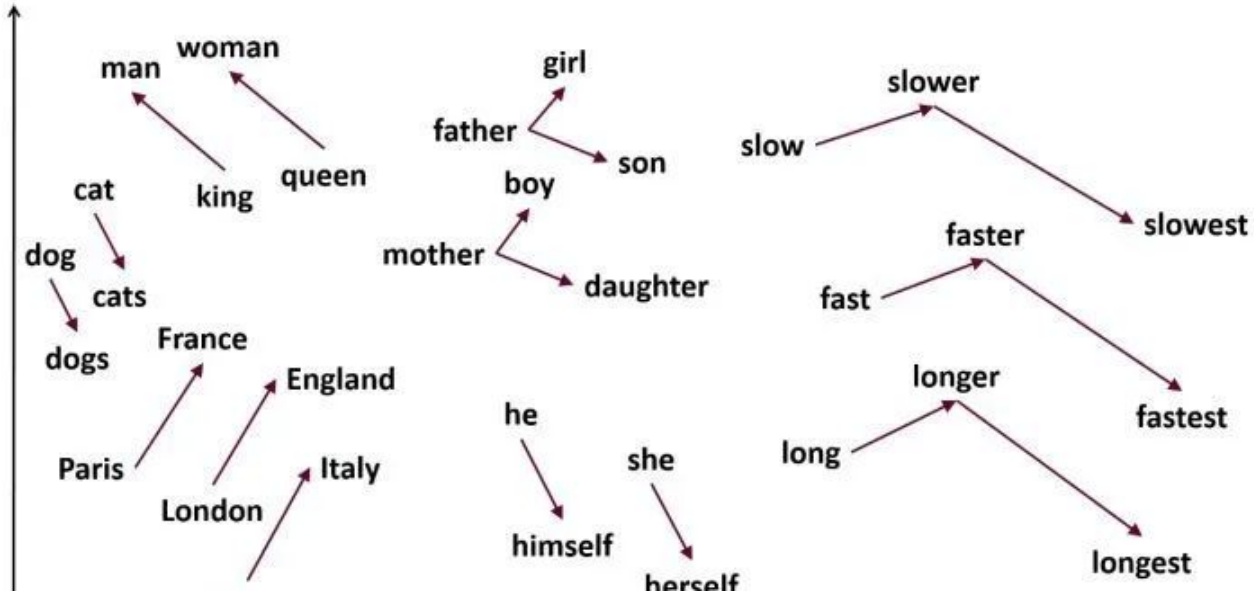 woman
man
girl
slower
father
slow
son
queen
boy
cat
king
slowest
faster
dog
mother
daughter
cats
fast
France
dogs
England
longer
he
fastest
long
she
Paris
Italy
London
himself
longest
herself